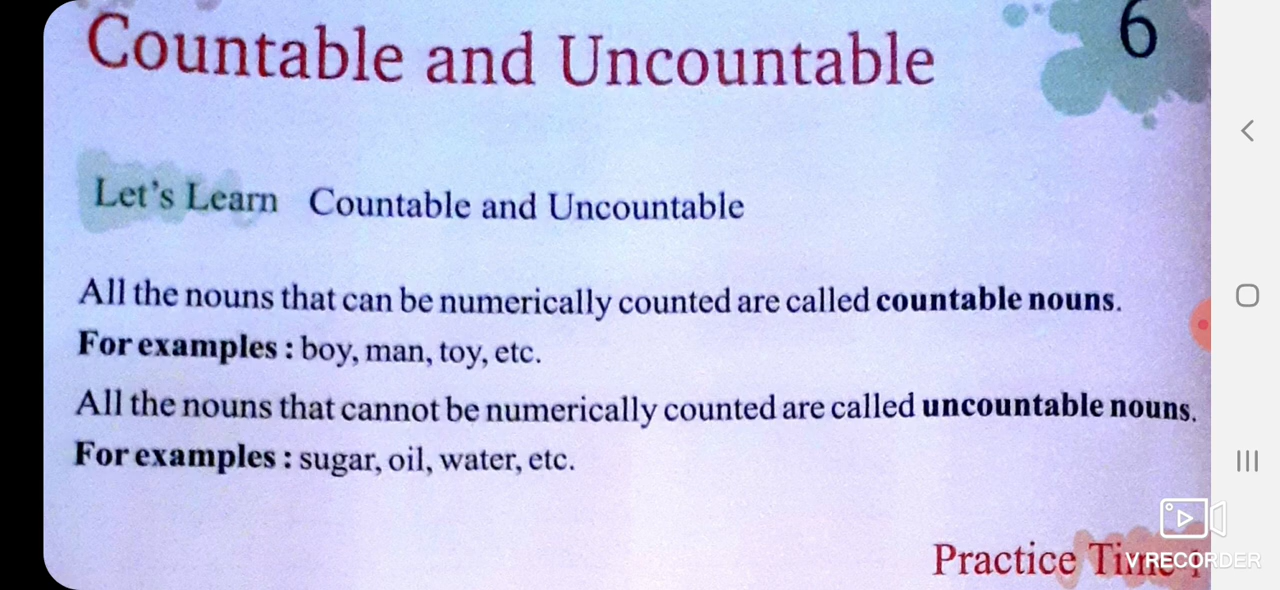 Countable and Uncountable
6
Let's Learn Countable and Uncountable
All the nouns that can be numerically counted are called countable nouns.
For examples : boy, man, toy, etc.
All the nouns that cannot be numerically counted are called uncountable nouns.
For examples : sugar, oil, water, etc.
Practice Time 1
V RECORDER